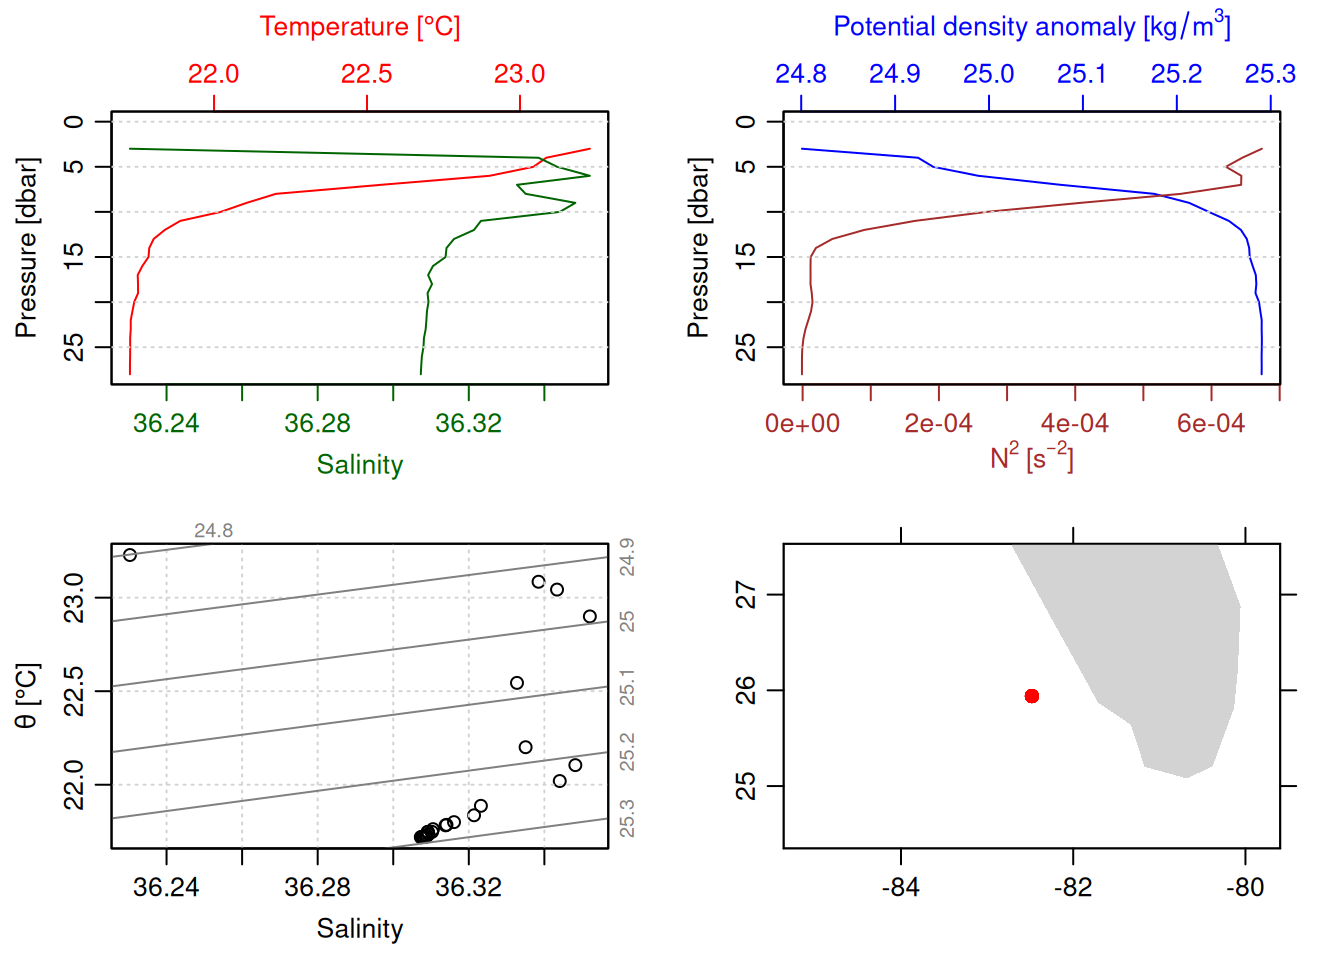 Temperature [°C]
22.0 22.5 23.0
Pressure [dbar]
0 5 15 25
36.24 36.28 36.32
Salinity
Potential density anomaly [kg/m³]
24.8 24.9 25.0 25.1 25.2 25.3
Pressure [dbar]
0 5 15 25
0e+00 2e-04 4e-04 6e-04
N² [s⁻²]
24.8
θ [°C]
23.0 22.5 22.0
24.9 25 25.1 25.2 25.3
36.24 36.28 36.32
Salinity
27 26 25
-84 -82 -80